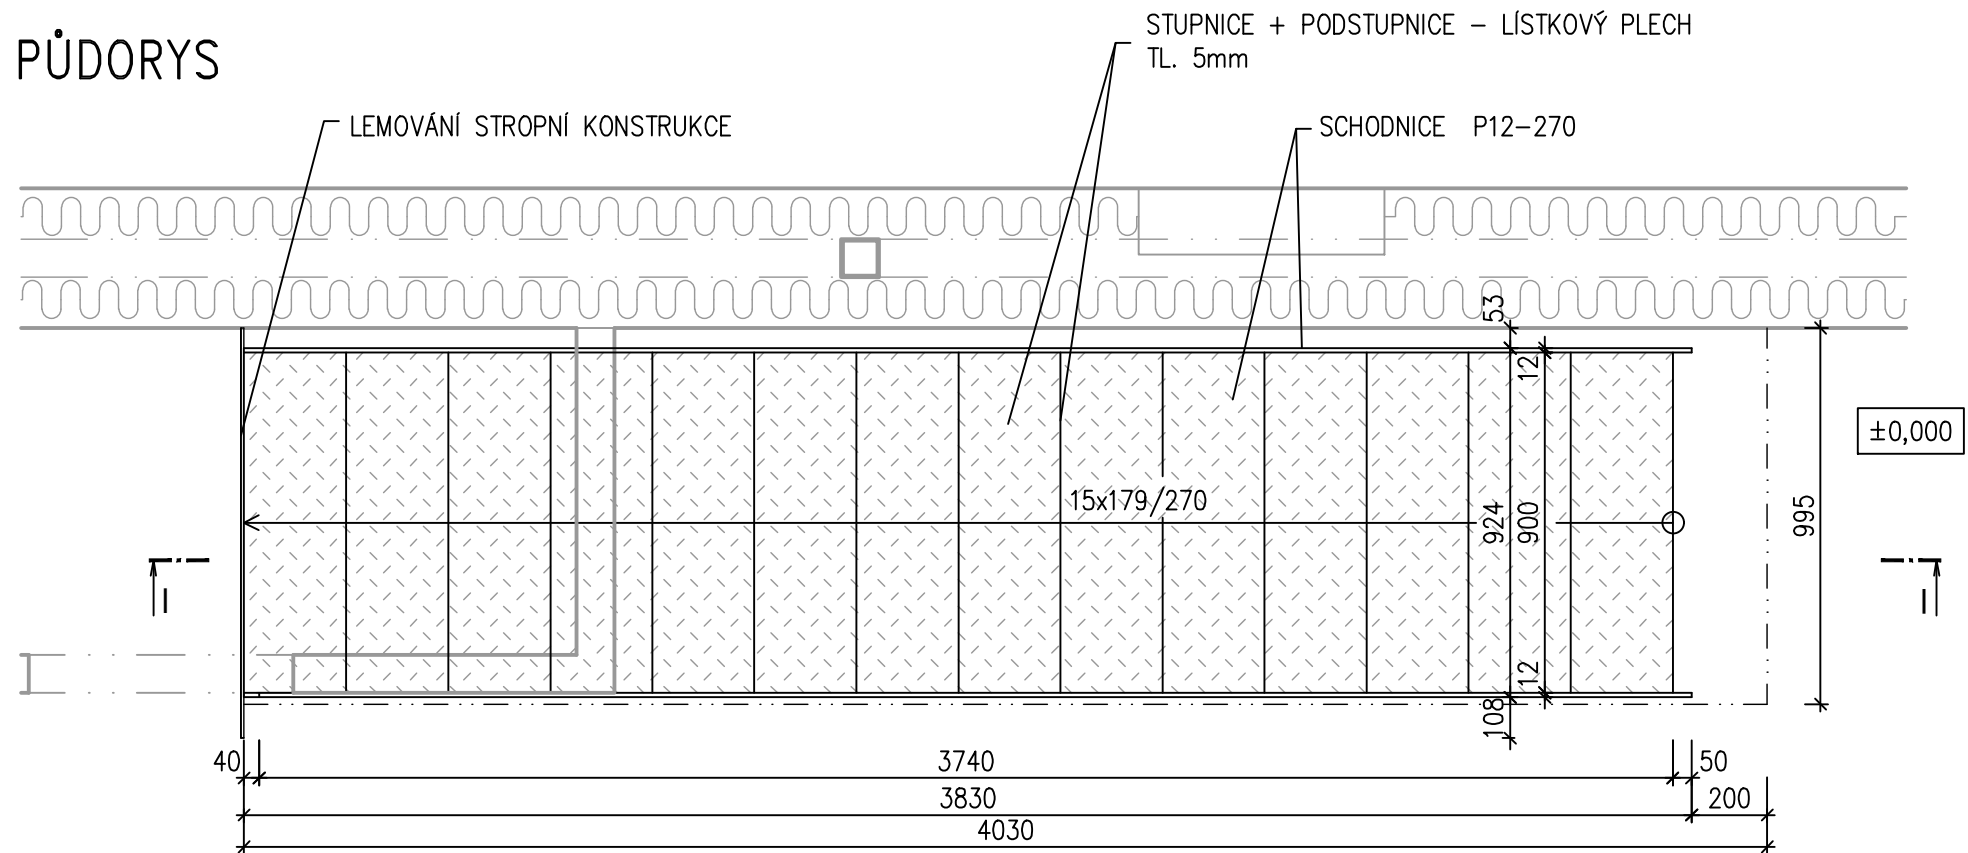 STUPNICE + PODSTUPNICE – LÍSTKOVÝ PLECH
TL. 5mm
PŮDORYS
LEMOVÁNÍ STROPNÍ KONSTRUKCE
SCHODNICE P12–270
53
12
±0,000
15x179/270
924
900
995
I
I
12
108
40
3740
50
3830
200
4030